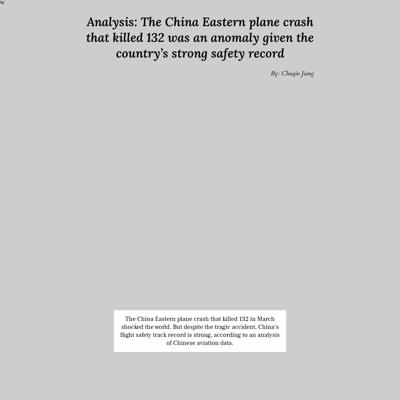 w
Analysis: The China Eastern plane crash
that killed 132 was an anomaly given the
country's strong safety record
By: Chuqin Jiang
The China Eastern plane crash that killed 132 in March
shocked the world. But despite the tragic accident, China's
flight safety track record is strong, according to an analysis
of Chinese aviation data.